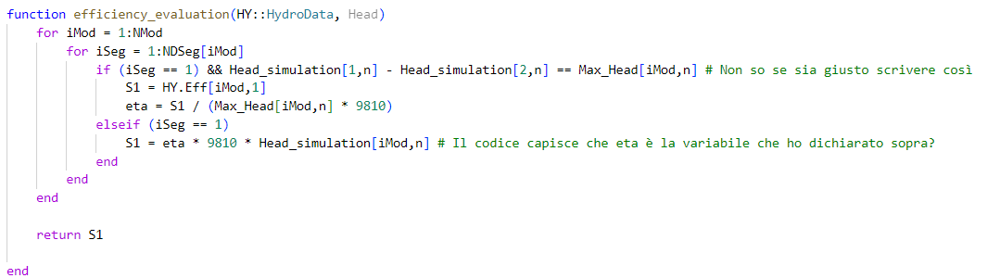 function efficiency_evaluation(HY::HydroData, Head)
    for iMod = 1:NMod
        for iSeg = 1:NDSeg[iMod]
            if (iSeg == 1) && Head_simulation[1,n] - Head_simulation[2,n] == Max_Head[iMod,n] # Non so se sia giusto scrivere così
                S1 = HY.Eff[iMod,1]
                eta = S1 / (Max_Head[iMod,n] * 9810)
            elseif (iSeg == 1)
                S1 = eta * 9810 * Head_simulation[iMod,n] # Il codice capisce che eta è la variabile che ho dichiarato sopra?
            end
        end
    end
    return S1
end